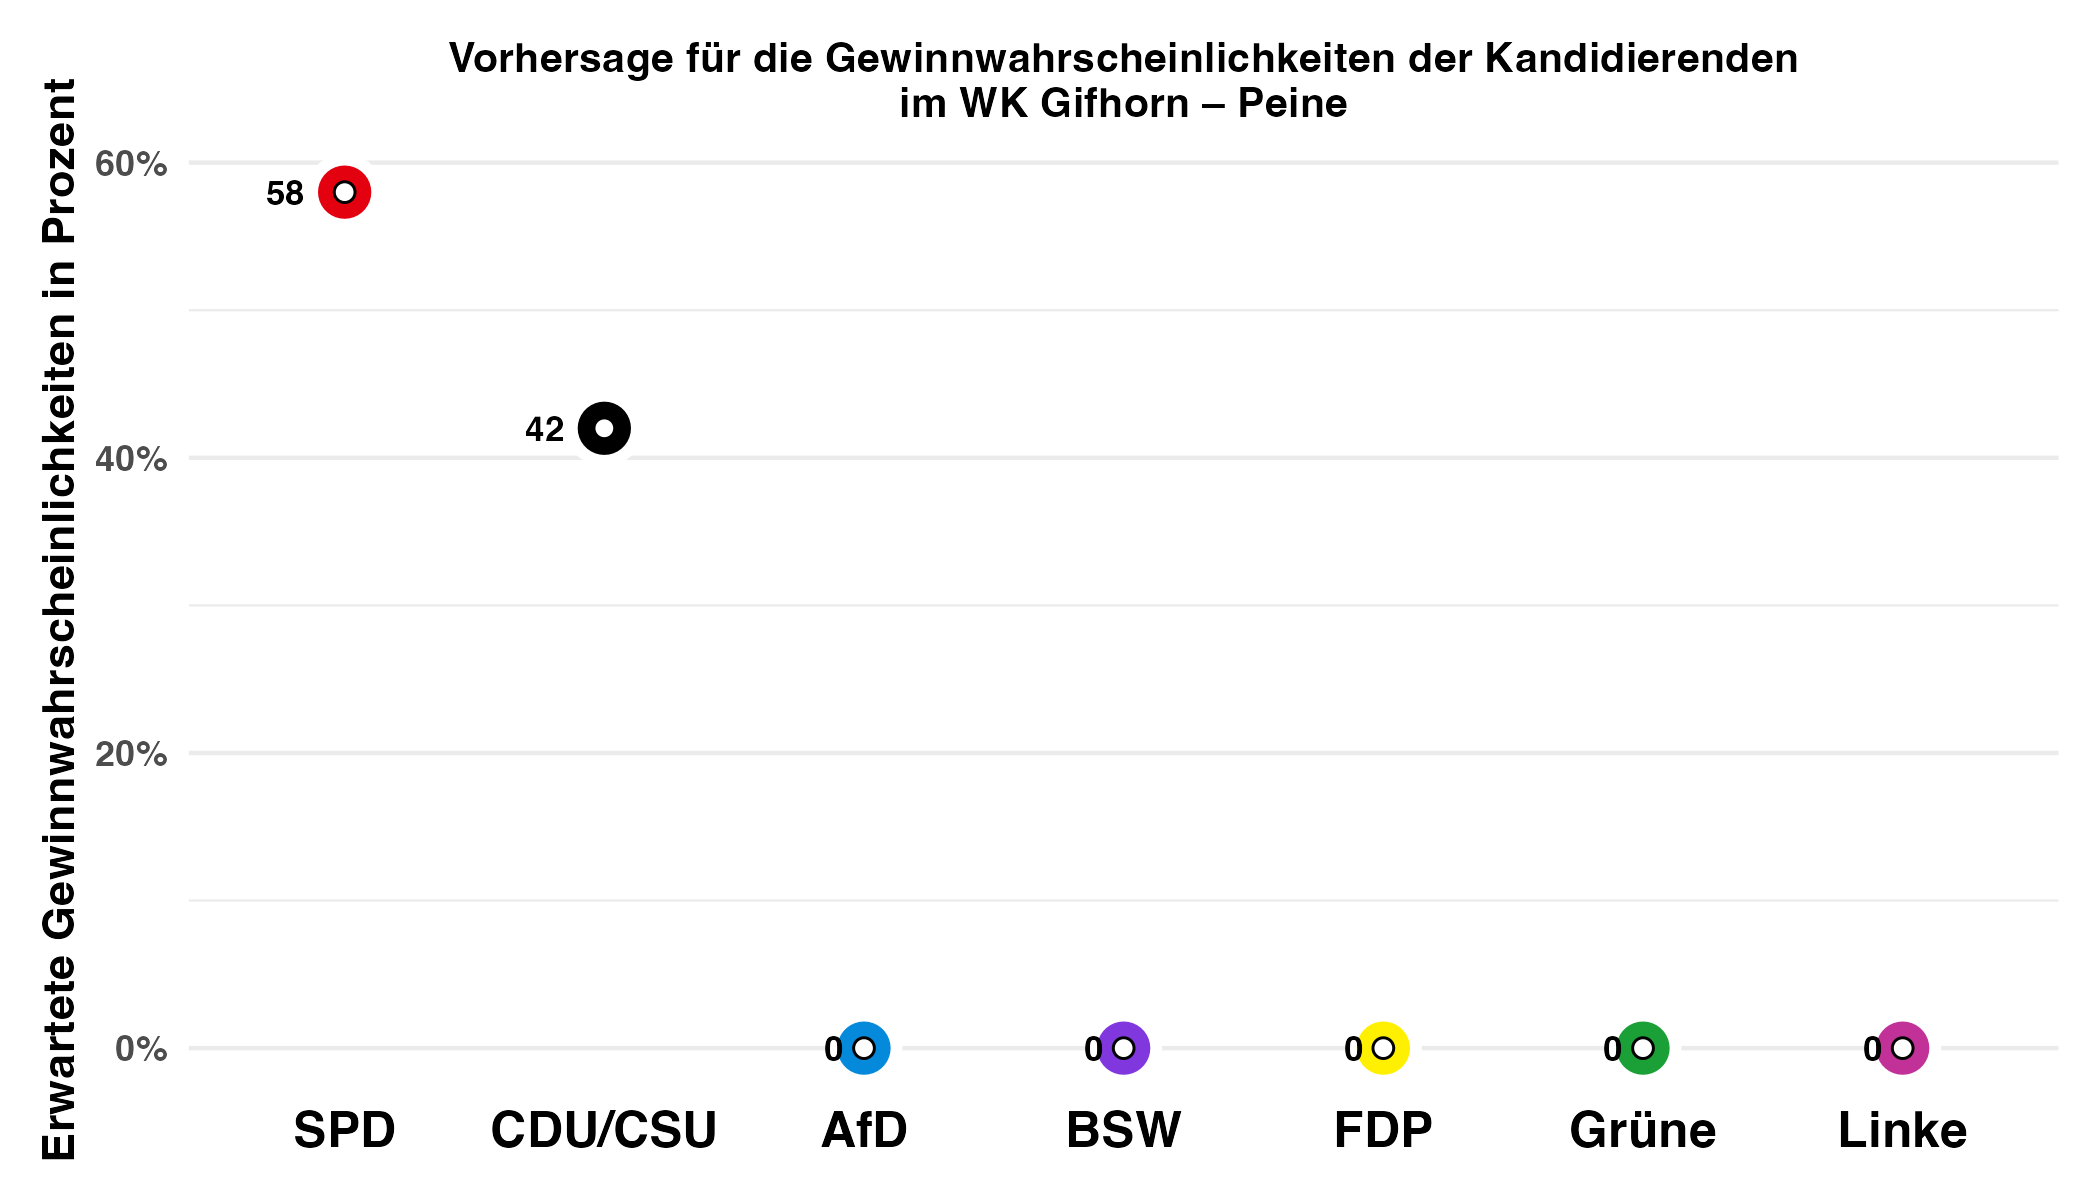 Vorhersage für die Gewinnwahrscheinlichkeiten der Kandidierenden
im WK Gifhorn – Peine
Erwartete Gewinnwahrscheinlichkeiten in Prozent
60%
40%
20%
0%
58
42
0
0
0
0
0
SPD
CDU/CSU
AfD
BSW
FDP
Grüne
Linke